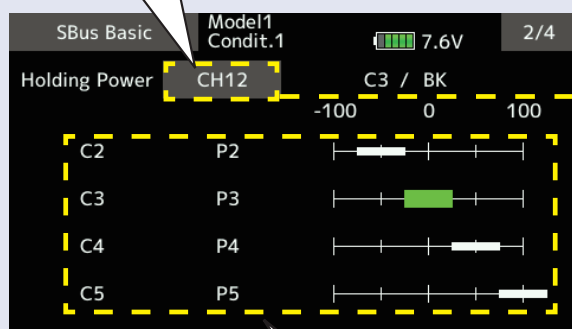 SBus Basic Model1 Condit.1 7.6V 2/4
Holding Power CH12 C3 / BK
-100 0 100
C2 P2
C3 P3
C4 P4
C5 P5